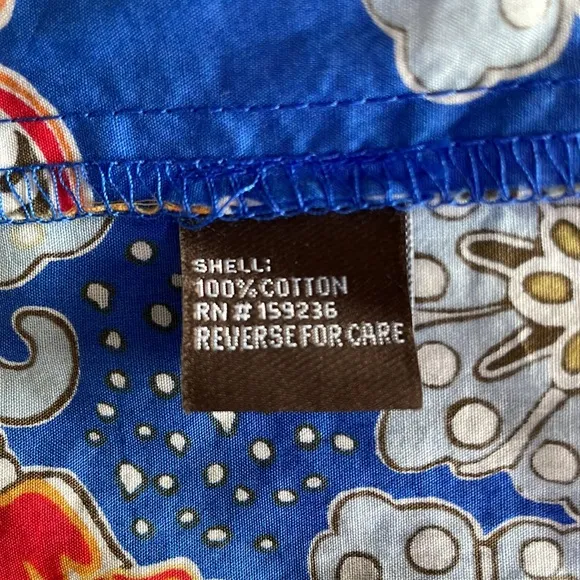 SHELL:
100% COTTON
RN # 159236
REVERSE FOR CARE